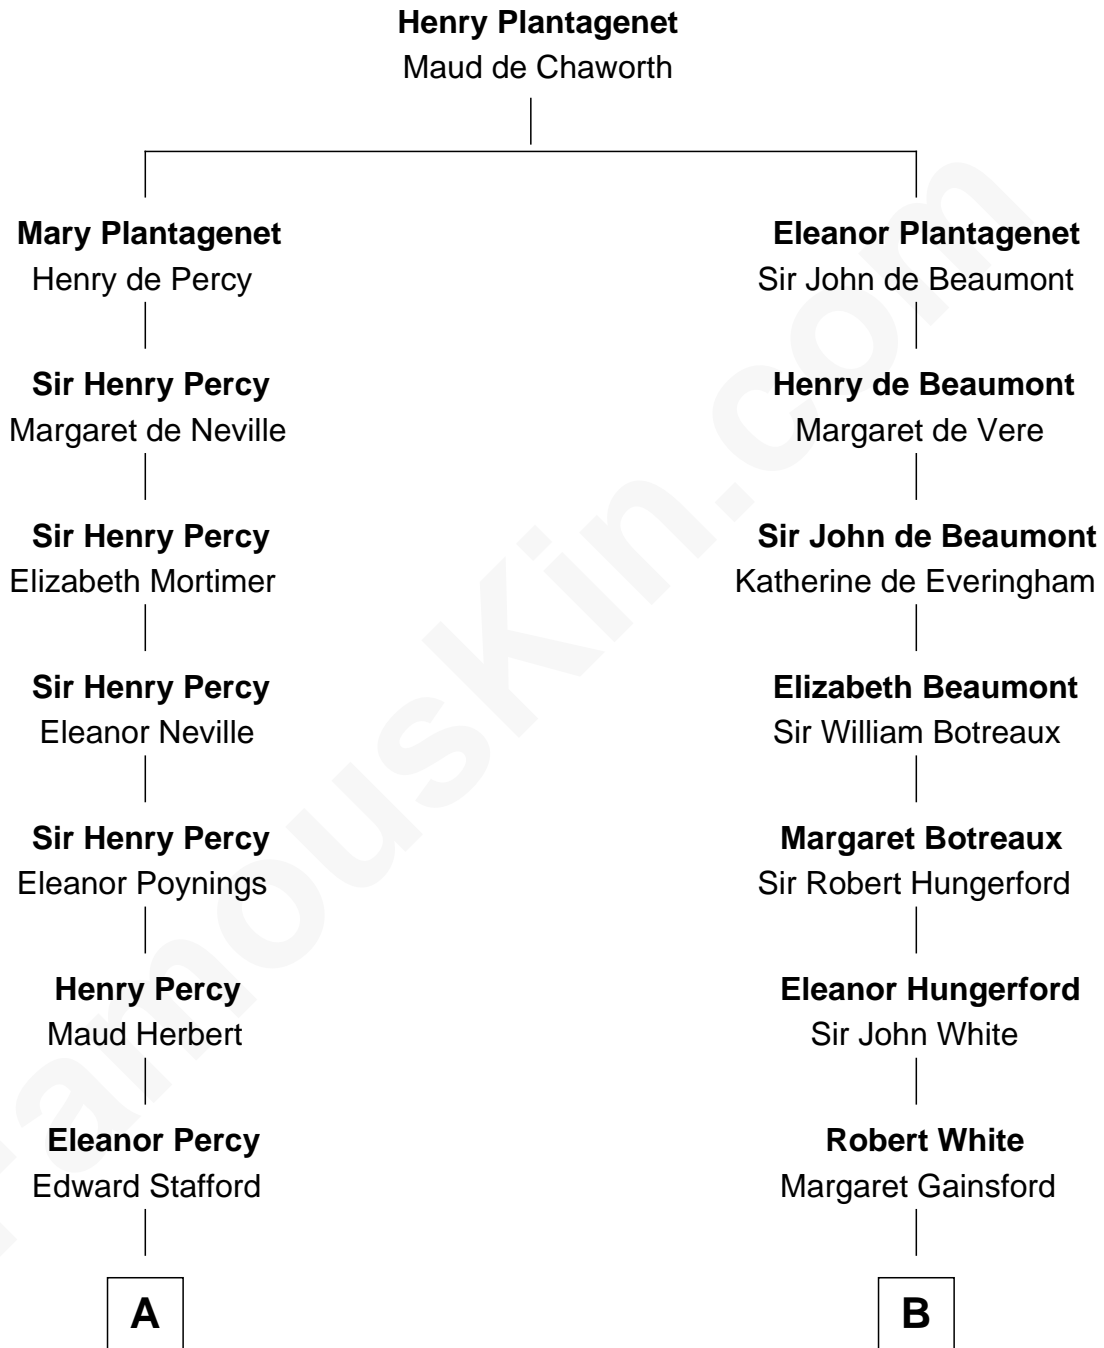 Henry Plantagenet
Maud de Chaworth
Mary Plantagenet
Henry de Percy
Eleanor Plantagenet
Sir John de Beaumont
Sir Henry Percy
Margaret de Neville
Henry de Beaumont
Margaret de Vere
Sir Henry Percy
Elizabeth Mortimer
Sir John de Beaumont
Katherine de Everingham
Sir Henry Percy
Eleanor Neville
Elizabeth Beaumont
Sir William Botreaux
Sir Henry Percy
Eleanor Poynings
Margaret Botreaux
Sir Robert Hungerford
Henry Percy
Maud Herbert
Eleanor Hungerford
Sir John White
Eleanor Percy
Edward Stafford
Robert White
Margaret Gainsford
A
B
FamousKin.com